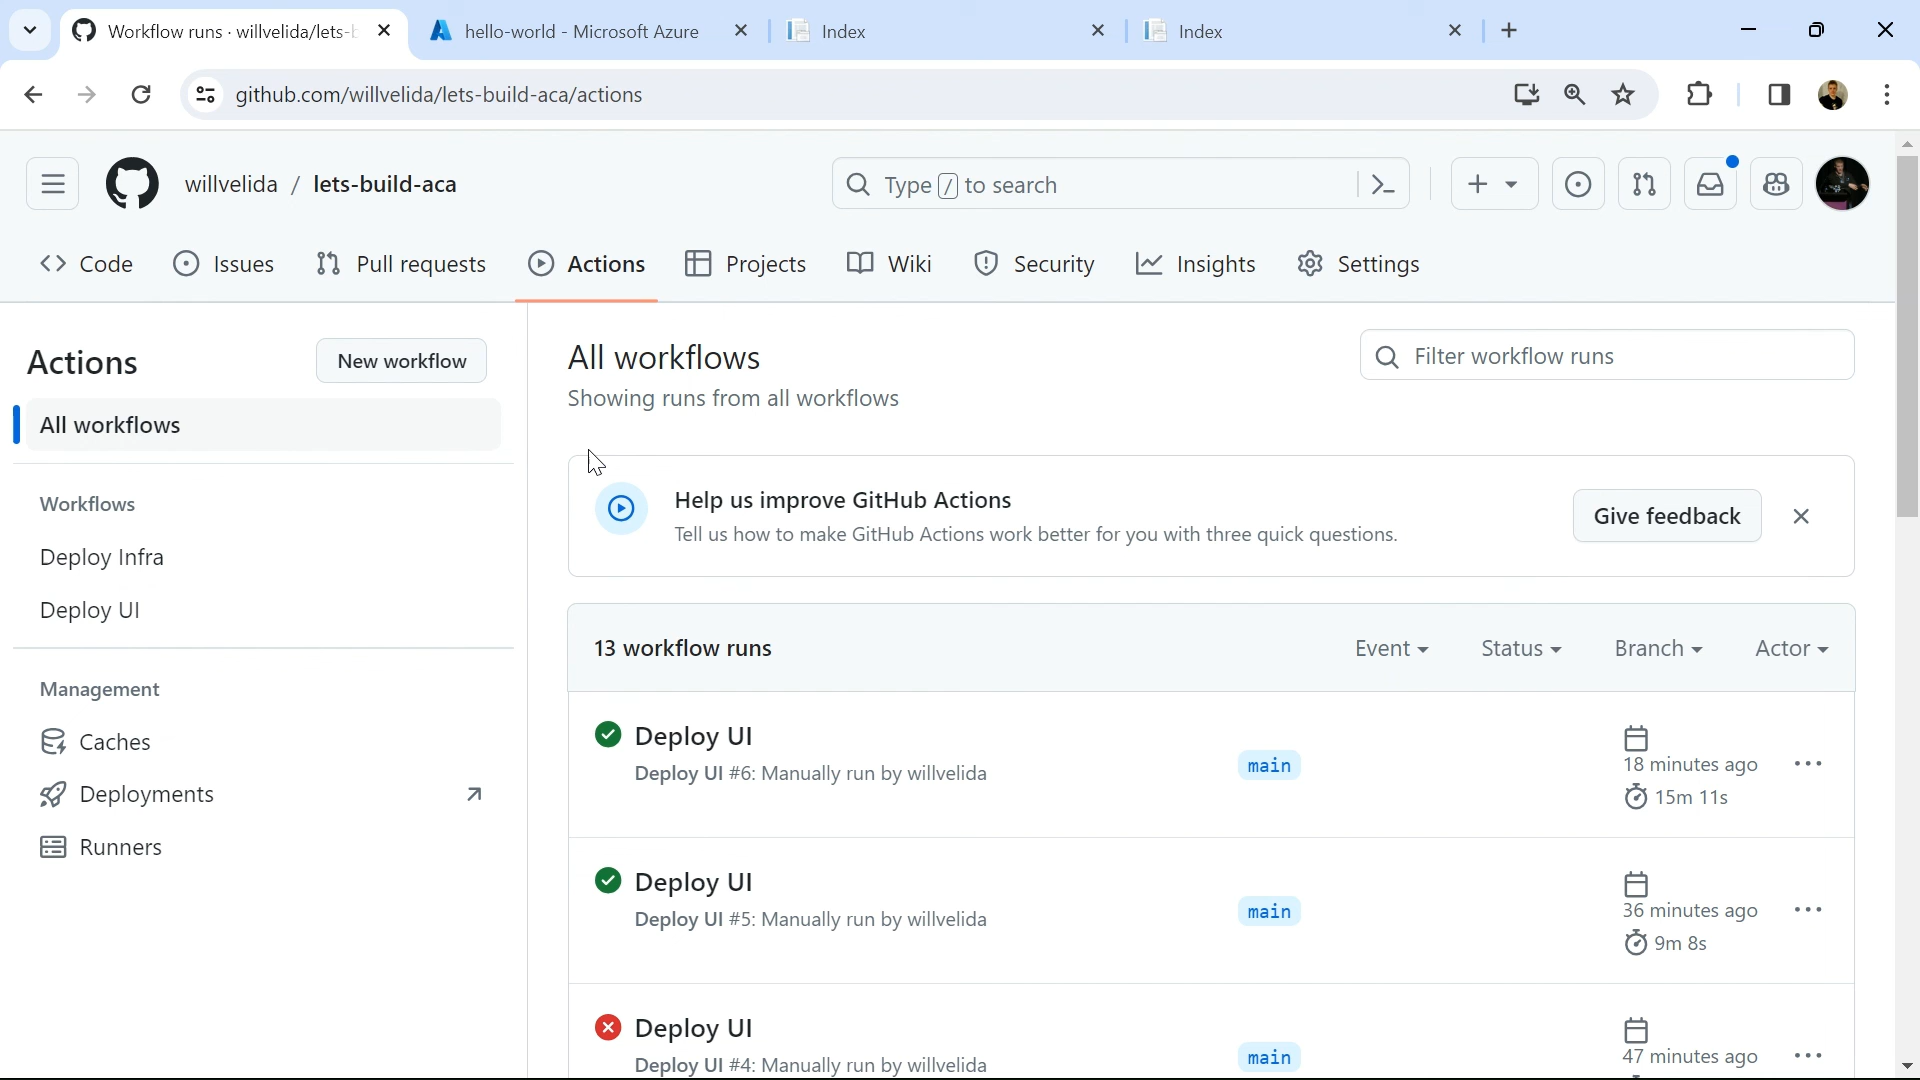 Workflow runs · willvelida/lets-b
hello-world - Microsoft Azure
Index
Index
github.com/willvelida/lets-build-aca/actions
willvelida / lets-build-aca
Type / to search
Code
Issues
Pull requests
Actions
Projects
Wiki
Security
Insights
Settings
Actions
New workflow
All workflows
Workflows
Deploy Infra
Deploy UI
Management
Caches
Deployments
Runners
All workflows
Showing runs from all workflows
Filter workflow runs
Help us improve GitHub Actions
Tell us how to make GitHub Actions work better for you with three quick questions.
Give feedback
13 workflow runs
Event
Status
Branch
Actor
Deploy UI
Deploy UI #6: Manually run by willvelida
main
18 minutes ago
15m 11s
Deploy UI
Deploy UI #5: Manually run by willvelida
main
36 minutes ago
9m 8s
Deploy UI
Deploy UI #4: Manually run by willvelida
main
47 minutes ago